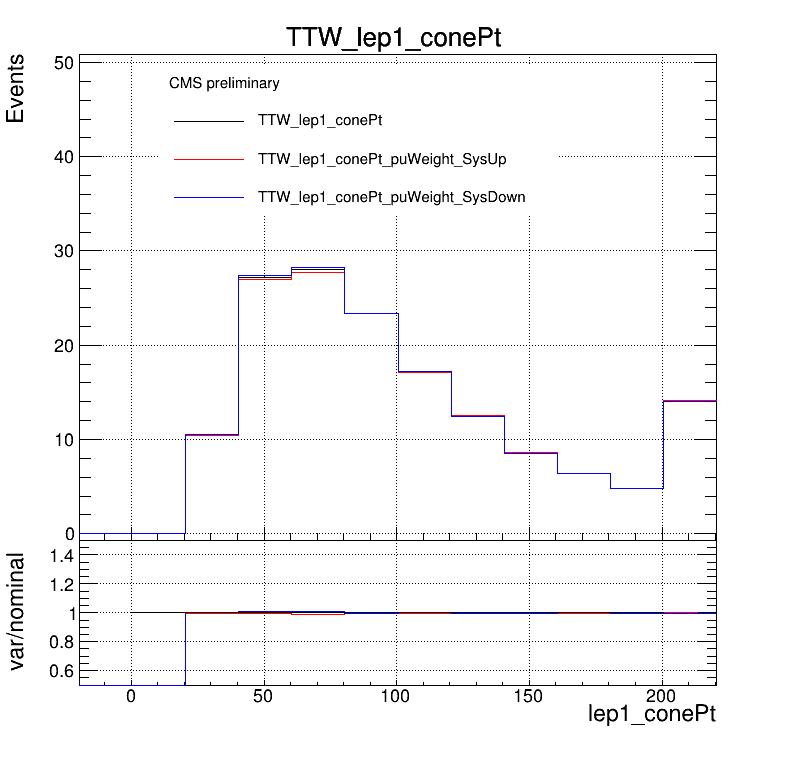 TTW_lep1_conePt
Events
50
40
30
20
10
0
CMS preliminary
TTW_lep1_conePt
TTW_lep1_conePt_puWeight_SysUp
TTW_lep1_conePt_puWeight_SysDown
var/nominal
1.4
1.2
1
0.8
0.6
0 50 100 150 200
lep1_conePt